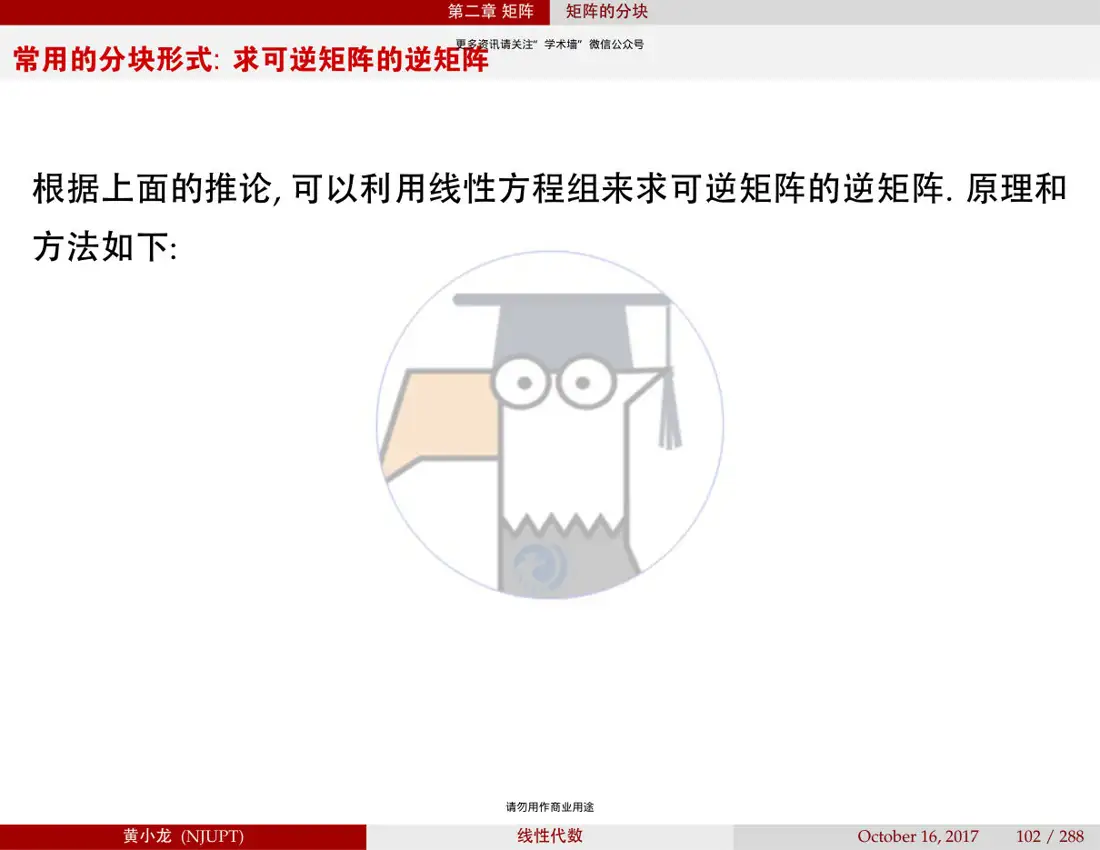 第二章 矩阵 矩阵的分块
更多资讯请关注“学术墙”微信公众号
常用的分块形式: 求可逆矩阵的逆矩阵
根据上面的推论, 可以利用线性方程组来求可逆矩阵的逆矩阵. 原理和
方法如下:
请勿用作商业用途
黄小龙 (NJUPT) 线性代数 October 16, 2017 102 / 288